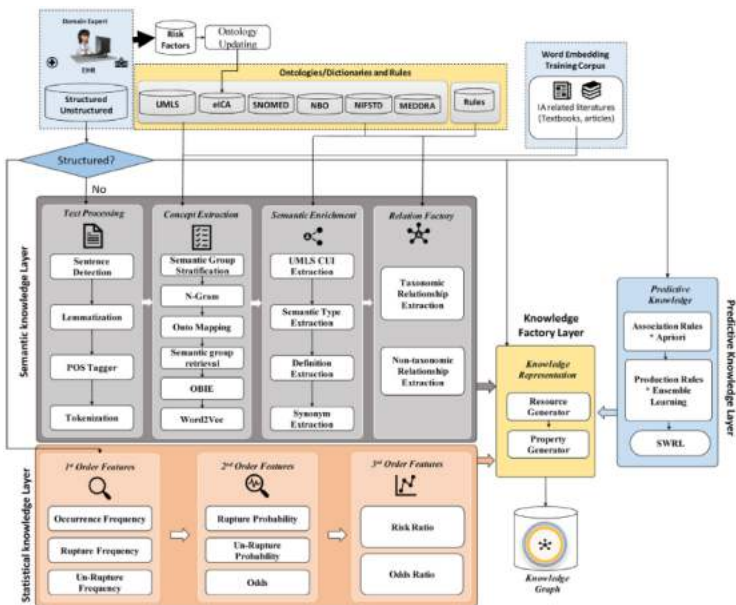 Domain Expert
EHR
Structured
Unstructured
Risk
Factors
Ontology
Updating
Ontologies/Dictionaries and Rules
UMLS
eICA
SNOMED
NBO
NIFSTD
MEDDRA
Rules
Word Embedding
Training Corpus
IA related literatures
(Textbooks, articles)
Structured?
No
Semantic knowledge Layer
Text Processing
Sentence
Detection
Lemmatization
POS Tagger
Tokenization
Concept Extraction
Semantic Group
Stratification
N-Gram
Onto Mapping
Semantic group
retrieval
OBIE
Word2Vec
Semantic Enrichment
UMLS CUI
Extraction
Semantic Type
Extraction
Definition
Extraction
Synonym
Extraction
Relation Factory
Taxonomic
Relationship
Extraction
Non-taxonomic
Relationship
Extraction
Knowledge
Factory Layer
Knowledge
Representation
Resource
Generator
Property
Generator
Knowledge
Graph
Predictive
Knowledge
Association Rules
* Apriori
Production Rules
* Ensemble
Learning
SWRL
Predictive Knowledge Layer
Statistical knowledge Layer
1st Order Features
Occurrence Frequency
Rupture Frequency
Un-Rupture
Frequency
2nd Order Features
Rupture Probability
Un-Rupture
Probability
Odds
3rd Order Features
Risk Ratio
Odds Ratio